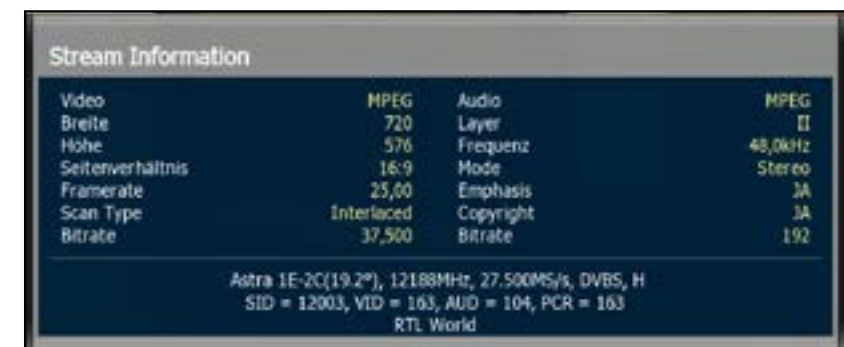 Stream Information
Video MPEG Audio MPEG
Breite 720 Layer II
Höhe 576 Frequenz 48,0kHz
Seitenverhältnis 16:9 Mode Stereo
Framerate 25,00 Emphasis JA
Scan Type Interlaced Copyright JA
Bitrate 37,500 Bitrate 192
Astra 1E-2C(19.2°), 12188MHz, 27.500MS/s, DVBS, H
SID = 12003, VID = 163, AUD = 104, PCR = 163
RTL World